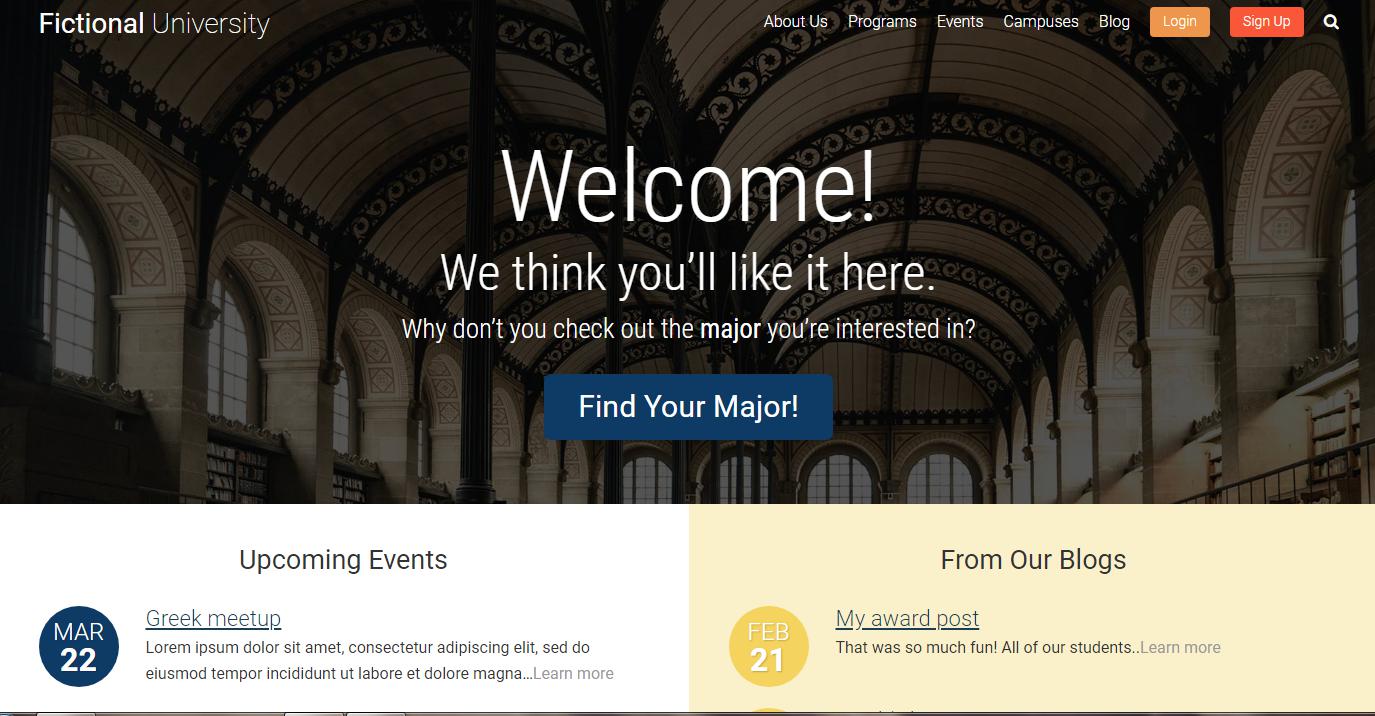 Fictional University
About Us Programs Events Campuses Blog Login Sign Up
Welcome!
We think you’ll like it here.
Why don’t you check out the major you’re interested in?
Find Your Major!
Upcoming Events
MAR
22
Greek meetup
Lorem ipsum dolor sit amet, consectetur adipiscing elit, sed do
eiusmod tempor incididunt ut labore et dolore magna…Learn more
From Our Blogs
FEB
21
My award post
That was so much fun! All of our students..Learn more